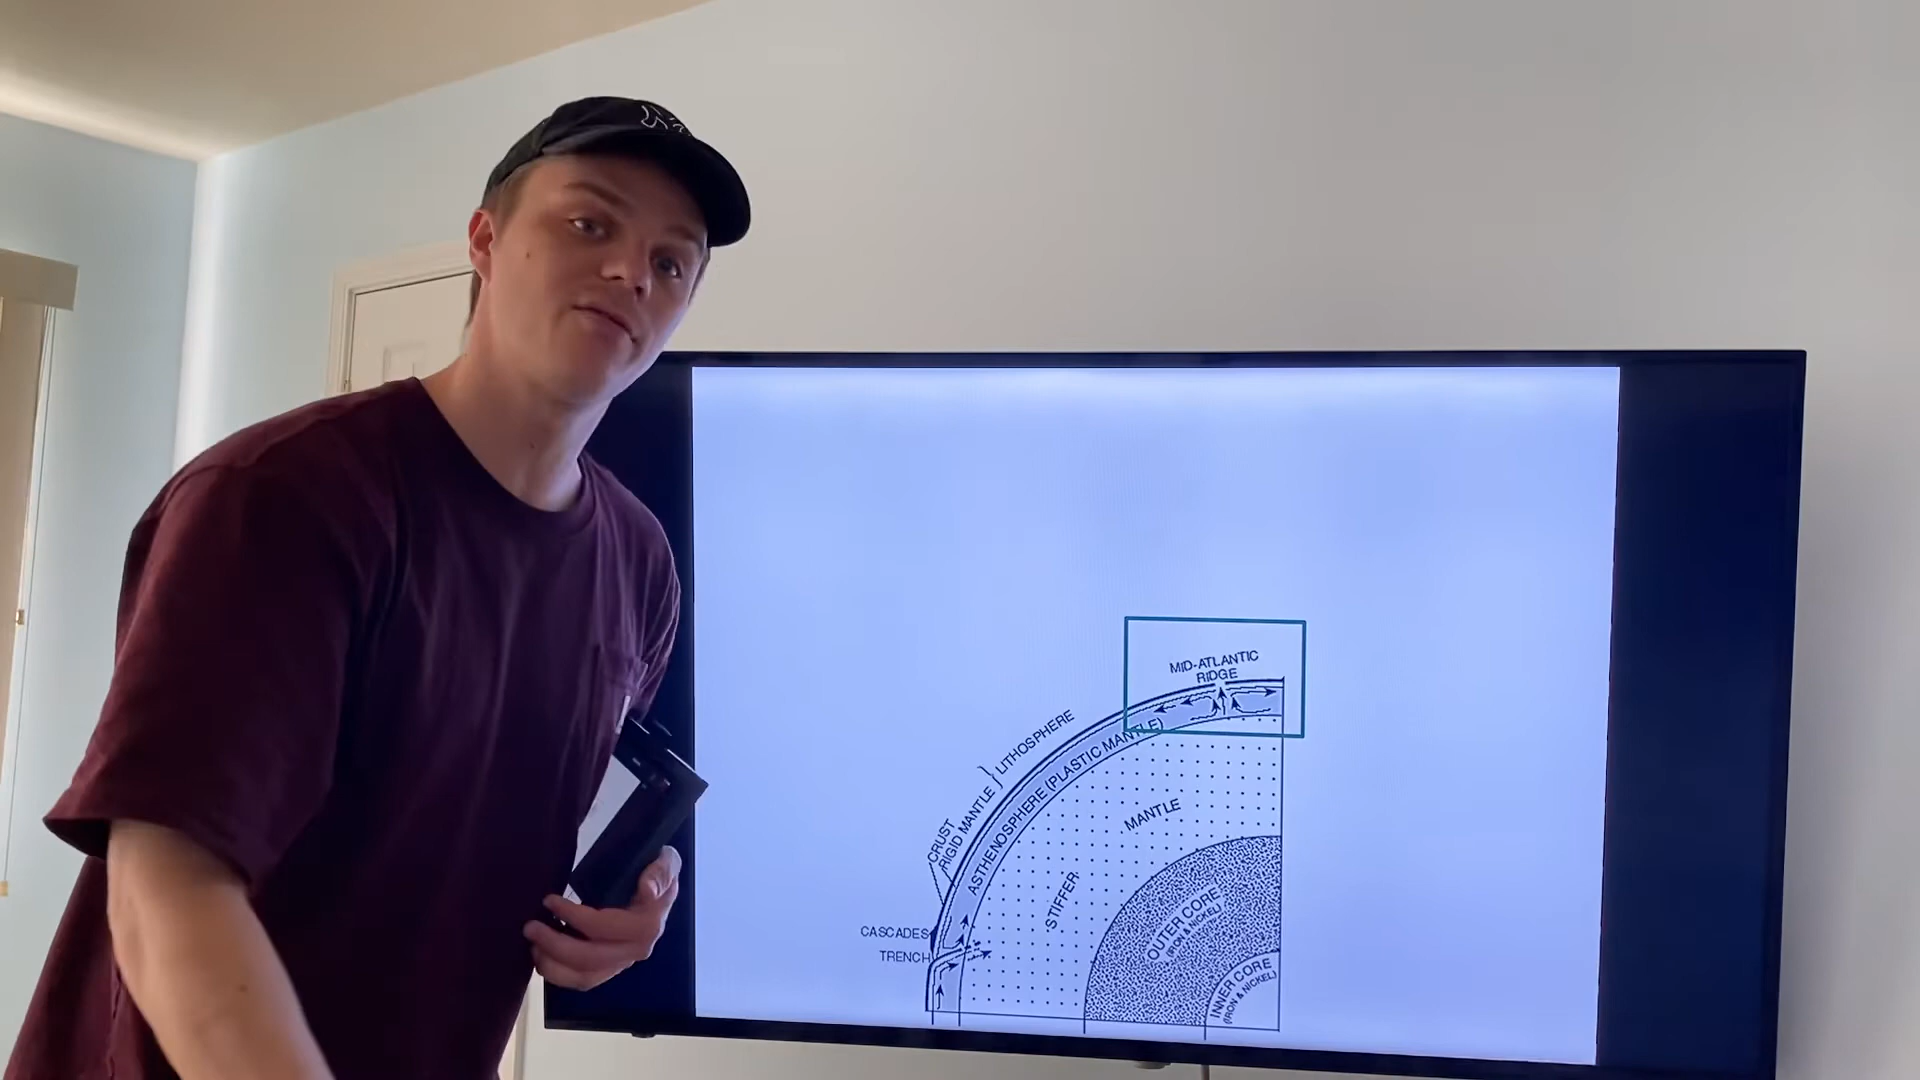 MID-ATLANTIC
RIDGE
LITHOSPHERE
CRUST
RIGID MANTLE
ASTHENOSPHERE (PLASTIC MANTLE)
MANTLE
STIFFER
CASCADES
TRENCH
OUTER CORE
(IRON & NICKEL)
INNER CORE
(IRON & NICKEL)